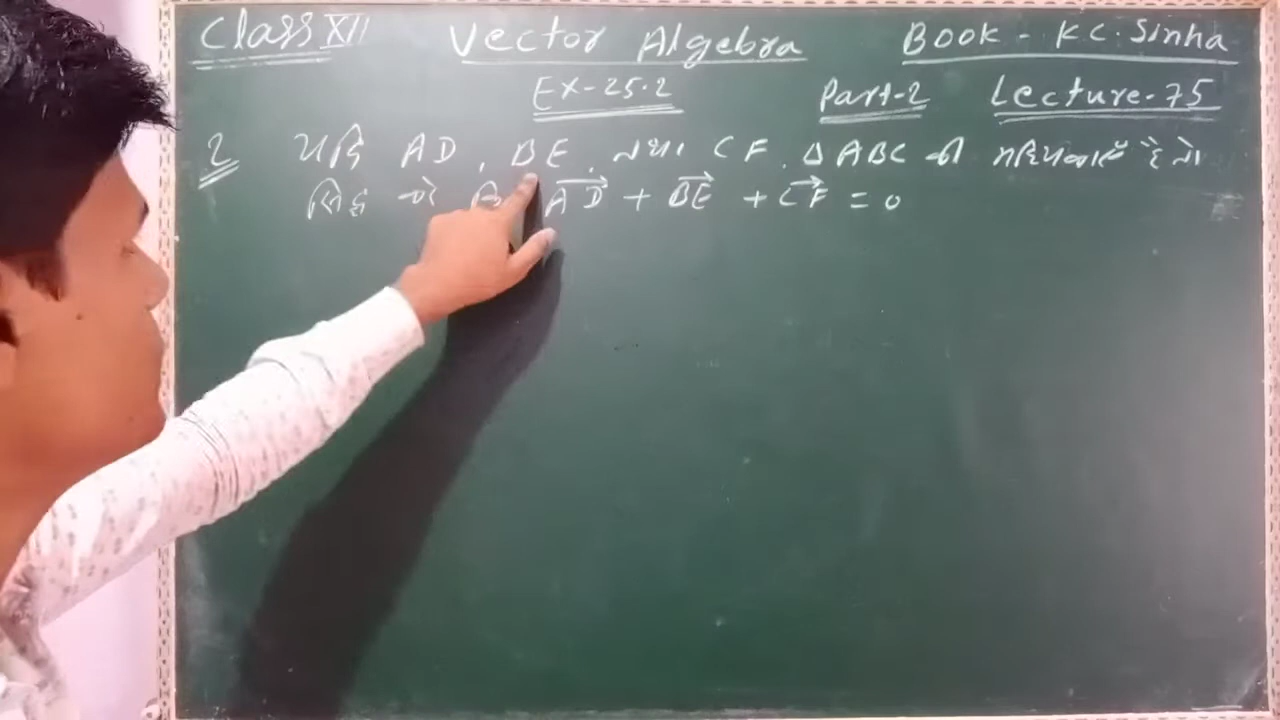 Class XII Vector Algebra Book - KC. Sinha
Ex-25.2 Part-2 Lecture-75
2 यदि AD, BE, तथा CF, ΔABC की माध्यिकाएँ हैं तो
सिद्ध करें कि AD + BE + CF = 0